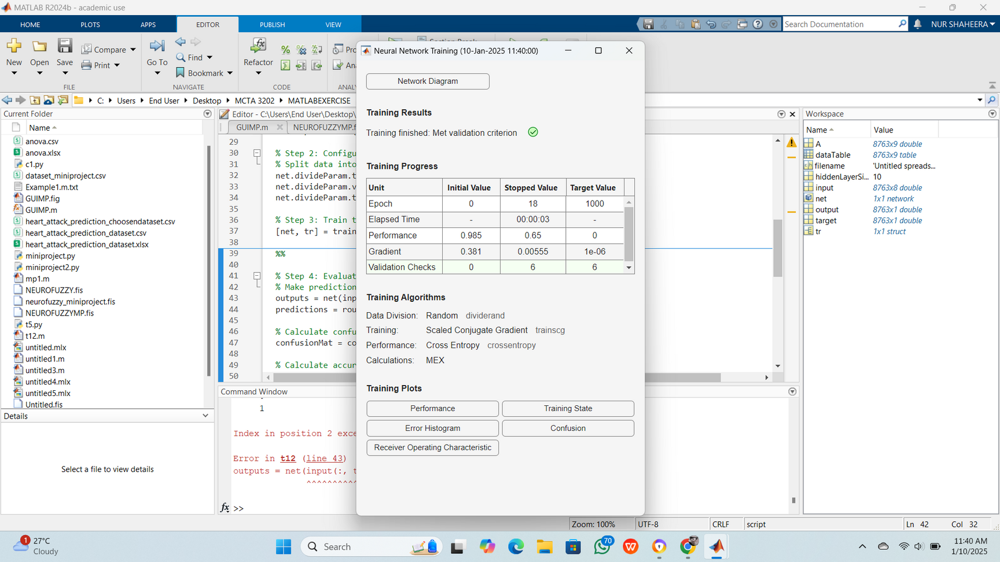 MATLAB R2024b - academic use
HOME PLOTS APPS EDITOR PUBLISH VIEW
Search Documentation
NUR SHAHEERA
New
Open
Save
Compare
Print
FILE
Go To
Find
Bookmark
NAVIGATE
Refactor
CODE
Section Break
C: Users End User Desktop MCTA 3202 MATLABEXERCISE
Current Folder
Name
anova.csv
anova.xlsx
c1.py
dataset_miniproject.csv
Example1.m.txt
GUIMP.fig
GUIMP.m
heart_attack_prediction_choosendataset.csv
heart_attack_prediction_dataset.csv
heart_attack_prediction_dataset.xlsx
miniproject.py
miniproject2.py
mp1.m
NEUROFUZZY.fis
neurofuzzy_miniproject.fis
NEUROFUZZYMP.fis
t5.py
t12.m
untitled.mlx
untitled1.m
untitled3.m
untitled4.mlx
untitled5.mlx
Untitled.fis
Details
Select a file to view details
Editor - C:\Users\End User\Desktop\
GUIMP.m NEUROFUZZYMP.f
29
30 % Step 2: Configu
31 % Split data into
32 net.divideParam.t
33 net.divideParam.v
34 net.divideParam.t
35
36 % Step 3: Train t
37 [net, tr] = train
38
39 %%
40
41 % Step 4: Evaluat
42 % Make prediction
43 outputs = net(inp
44 predictions = rou
45
46 % Calculate confu
47 confusionMat = co
48
49 % Calculate accur
50
Command Window
1
Index in position 2 exce
Error in t12 (line 43)
outputs = net(input(:, t
^^^^^^^^^^
fx >>
Neural Network Training (10-Jan-2025 11:40:00)
Network Diagram
Training Results
Training finished: Met validation criterion
Training Progress
Unit Initial Value Stopped Value Target Value
Epoch 0 18 1000
Elapsed Time - 00:00:03 -
Performance 0.985 0.65 0
Gradient 0.381 0.00555 1e-06
Validation Checks 0 6 6
Training Algorithms
Data Division: Random dividerand
Training: Scaled Conjugate Gradient trainscg
Performance: Cross Entropy crossentropy
Calculations: MEX
Training Plots
Performance Training State
Error Histogram Confusion
Receiver Operating Characteristic
Workspace
Name Value
A 8763x9 double
dataTable 8763x9 table
filename 'Untitled spreads...
hiddenLayerSi... 10
input 8763x8 double
net 1x1 network
output 8763x1 double
target 8763x1 double
tr 1x1 struct
Zoom: 100% UTF-8 CRLF script Ln 42 Col 32
1
27°C
Cloudy
Search
70
11:40 AM
1/10/2025